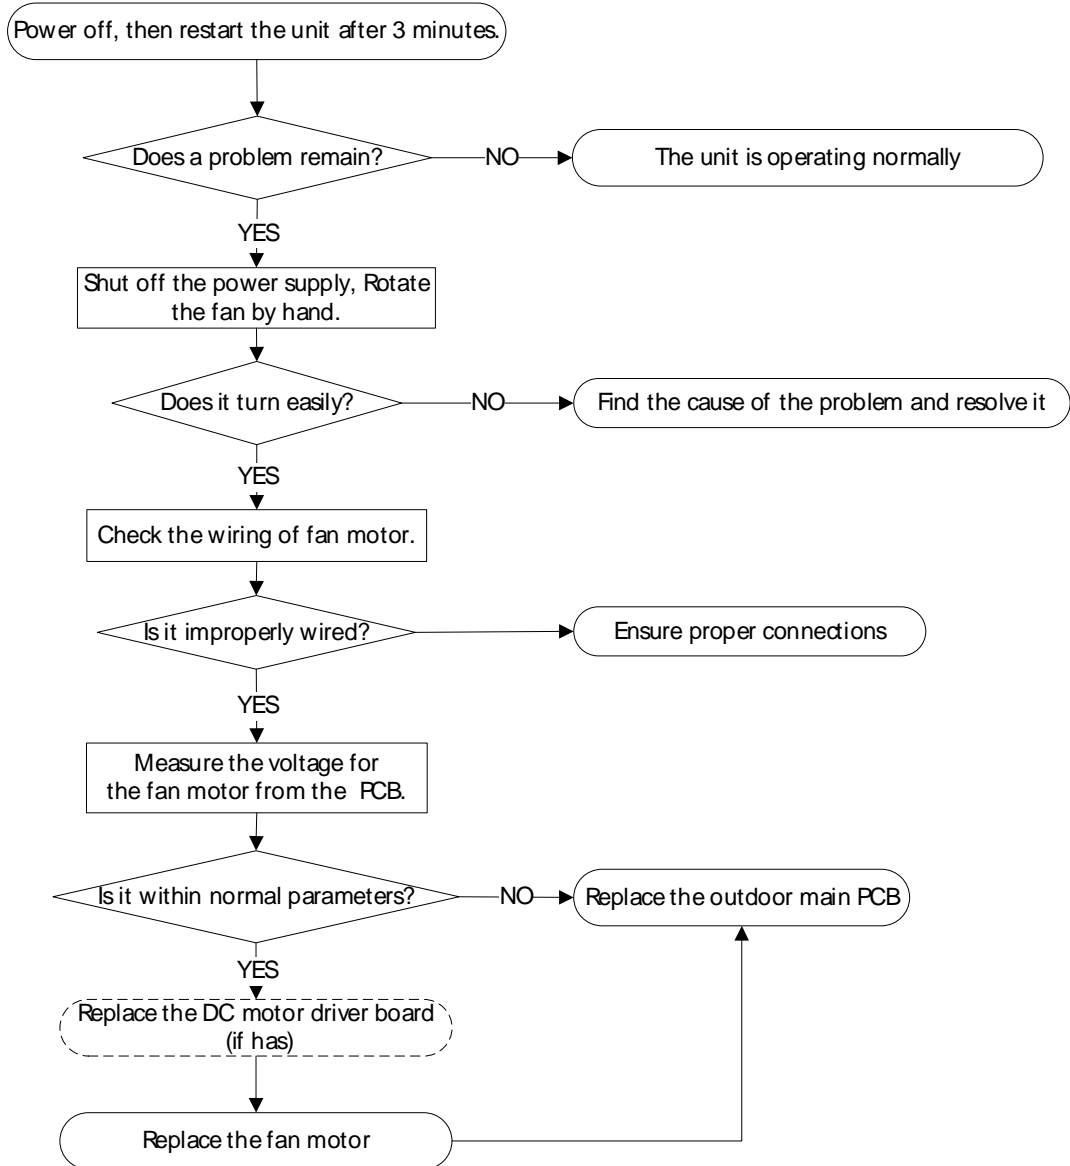 Power off, then restart the unit after 3 minutes.
Does a problem remain?
NO
The unit is operating normally
YES
Shut off the power supply, Rotate
the fan by hand.
Does it turn easily?
NO
Find the cause of the problem and resolve it
YES
Check the wiring of fan motor.
Is it improperly wired?
Ensure proper connections
YES
Measure the voltage for
the fan motor from the PCB.
Is it within normal parameters?
NO
Replace the outdoor main PCB
YES
Replace the DC motor driver board
(if has)
Replace the fan motor